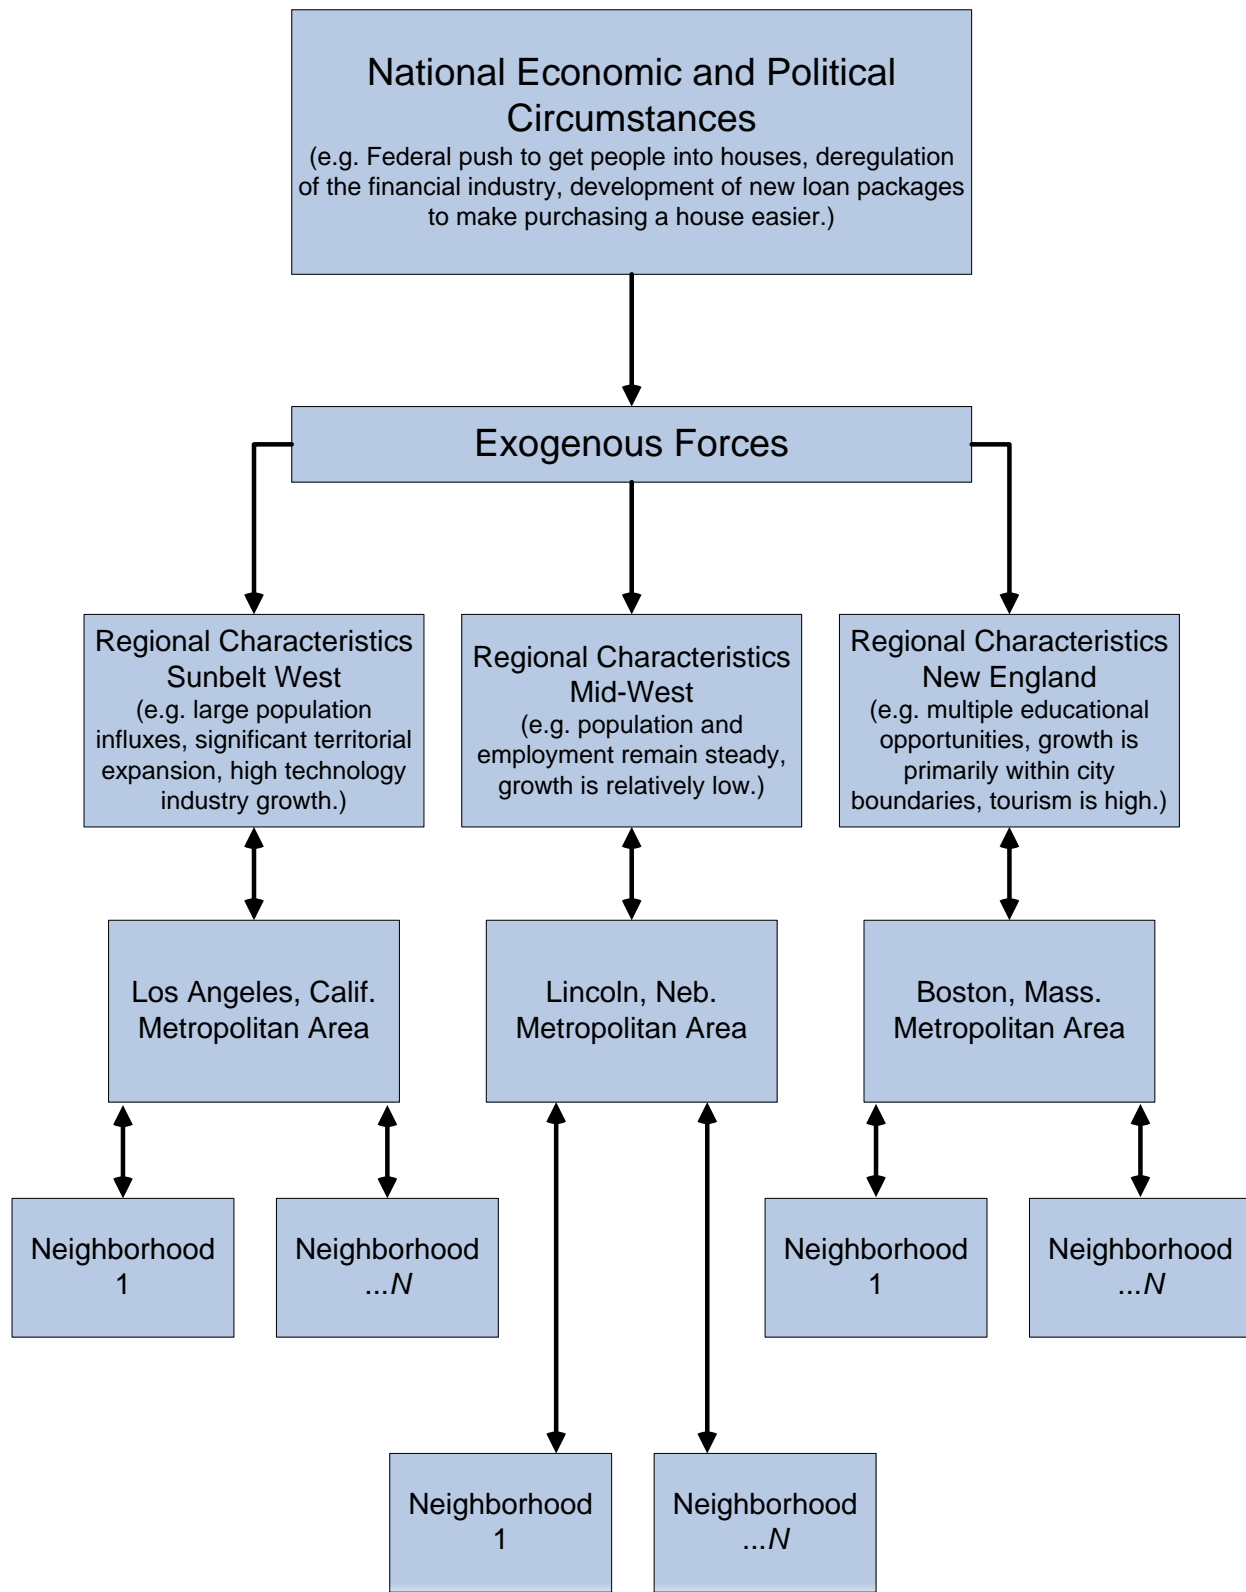 National Economic and Political
Circumstances
(e.g. Federal push to get people into houses, deregulation
of the financial industry, development of new loan packages
to make purchasing a house easier.)
Exogenous Forces
Regional Characteristics
Sunbelt West
(e.g. large population
influxes, significant territorial
expansion, high technology
industry growth.)
Regional Characteristics
Mid-West
(e.g. population and
employment remain steady,
growth is relatively low.)
Regional Characteristics
New England
(e.g. multiple educational
opportunities, growth is
primarily within city
boundaries, tourism is high.)
Los Angeles, Calif.
Metropolitan Area
Lincoln, Neb.
Metropolitan Area
Boston, Mass.
Metropolitan Area
Neighborhood
1
Neighborhood
...N
Neighborhood
1
Neighborhood
...N
Neighborhood
1
Neighborhood
...N